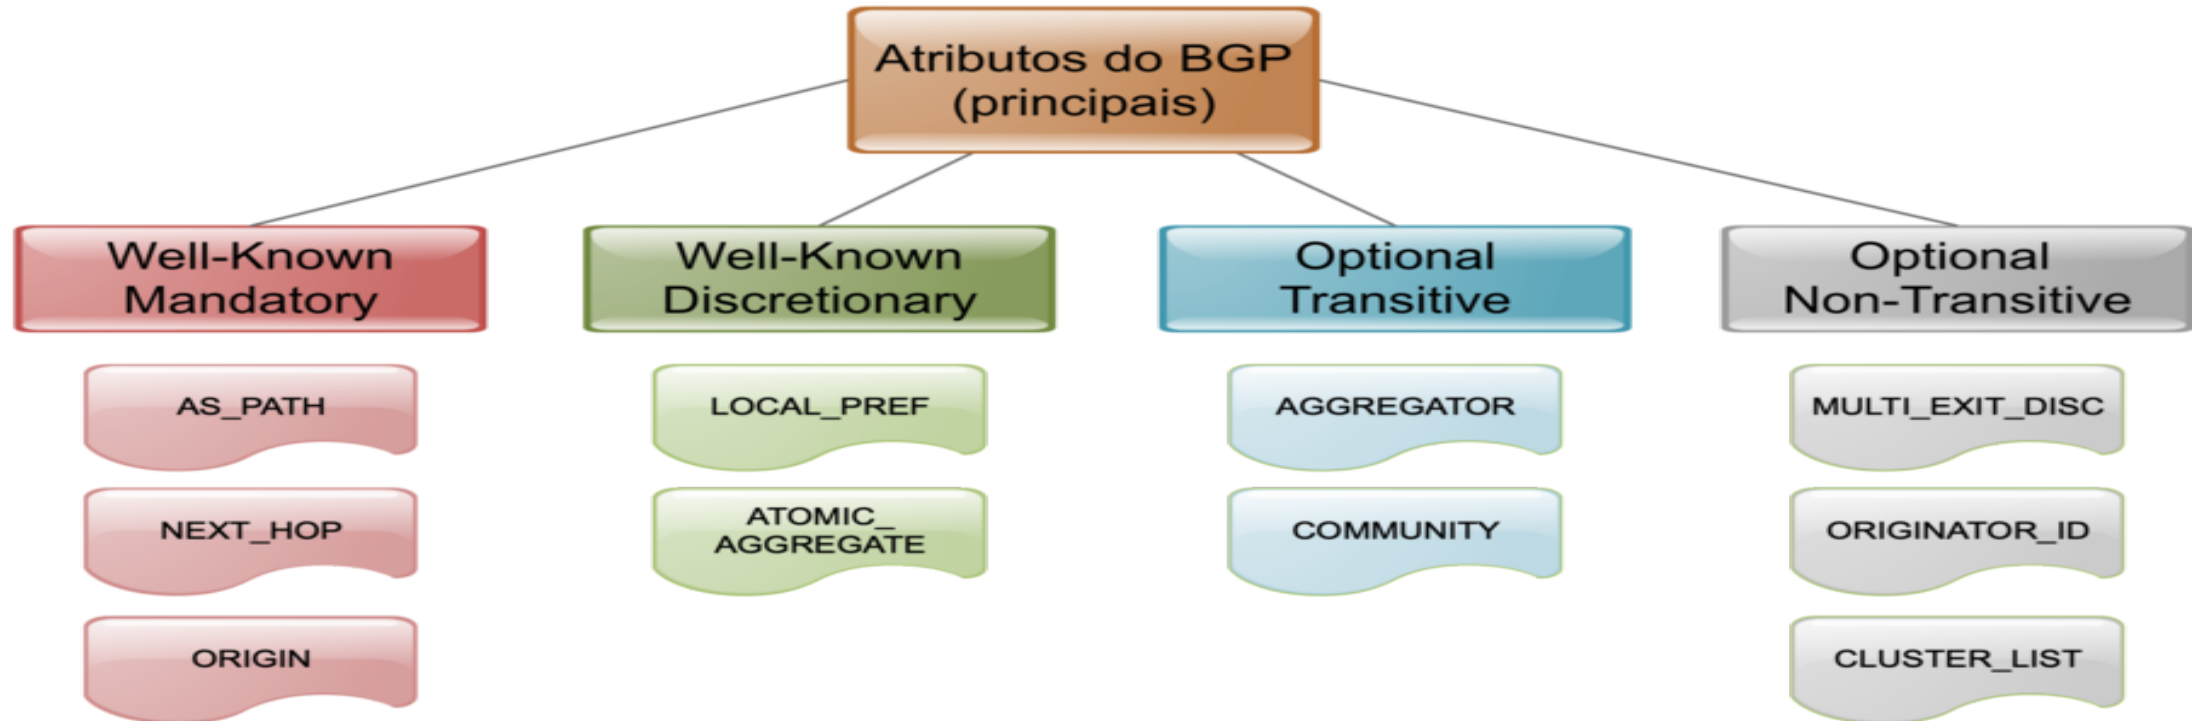 Atributos do BGP
(principais)
Well-Known
Mandatory
Well-Known
Discretionary
Optional
Transitive
Optional
Non-Transitive
AS_PATH
LOCAL_PREF
AGGREGATOR
MULTI_EXIT_DISC
NEXT_HOP
ATOMIC_
AGGREGATE
COMMUNITY
ORIGINATOR_ID
ORIGIN
CLUSTER_LIST